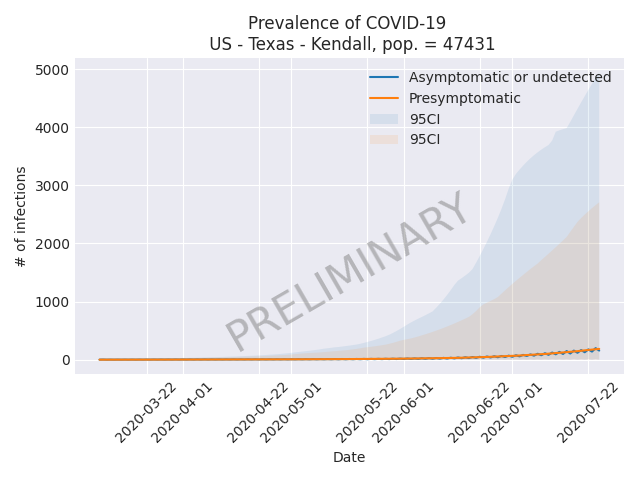 Prevalence of COVID-19
US - Texas - Kendall, pop. = 47431
5000
4000
3000
2000
1000
0
# of infections
Asymptomatic or undetected
Presymptomatic
95CI
95CI
PRELIMINARY
2020-03-22
2020-04-01
2020-04-22
2020-05-01
2020-05-22
2020-06-01
2020-06-22
2020-07-01
2020-07-22
Date